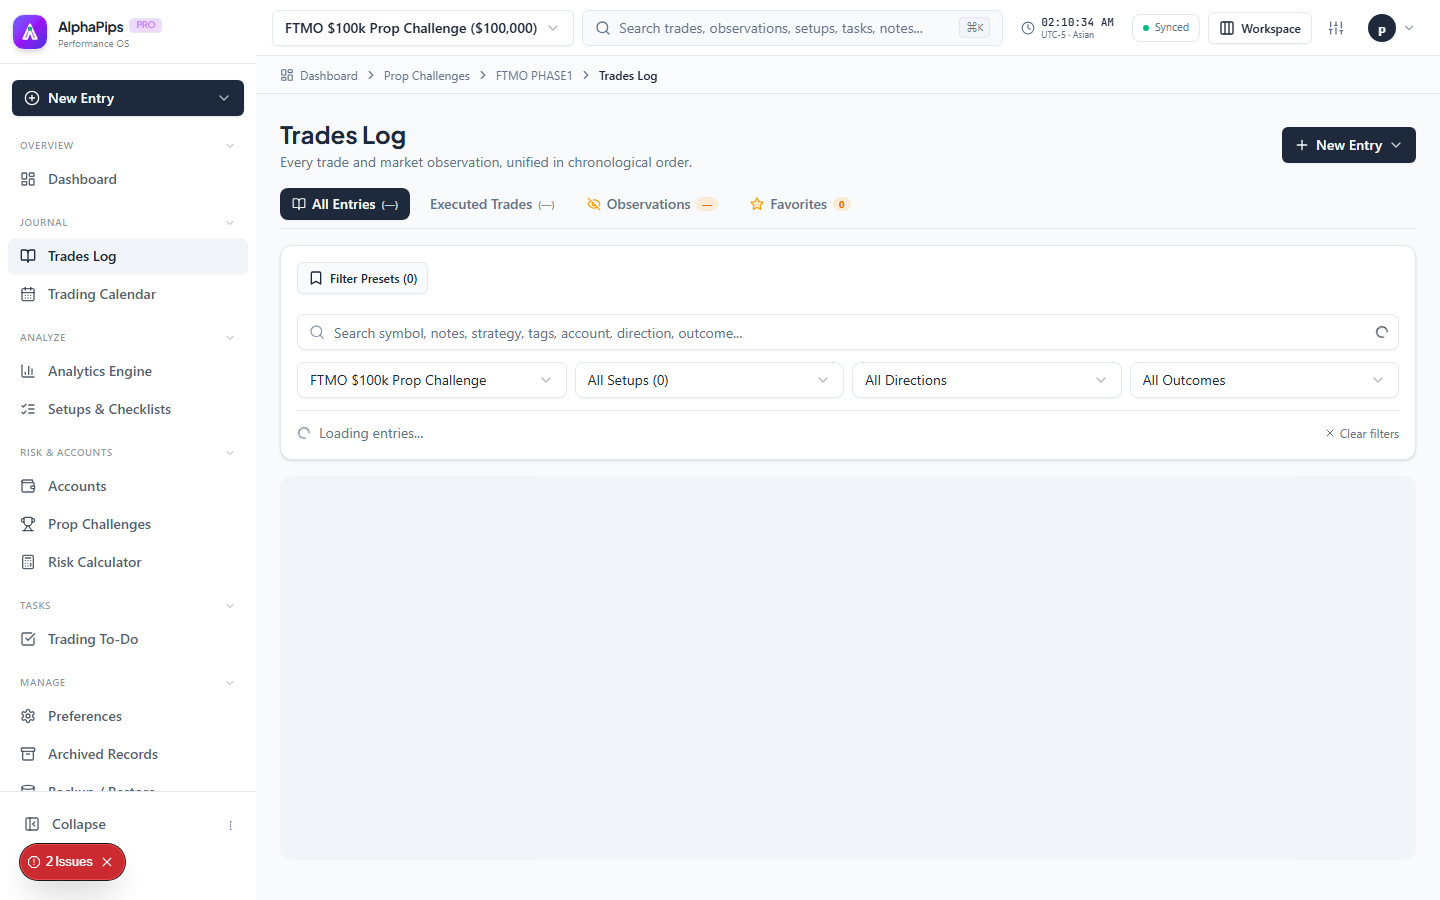 AlphaPips PRO
Performance OS
FTMO $100k Prop Challenge ($100,000)
Search trades, observations, setups, tasks, notes...
⌘K
02:10:34 AM
UTC-5 · Asian
Synced
Workspace
p
New Entry
OVERVIEW
Dashboard
JOURNAL
Trades Log
Trading Calendar
ANALYZE
Analytics Engine
Setups & Checklists
RISK & ACCOUNTS
Accounts
Prop Challenges
Risk Calculator
TASKS
Trading To-Do
MANAGE
Preferences
Archived Records
Backup / Restore
Collapse [
2 Issues
Dashboard > Prop Challenges > FTMO PHASE1 > Trades Log
Trades Log
Every trade and market observation, unified in chronological order.
New Entry
All Entries (—) Executed Trades (—) Observations — Favorites 0
Filter Presets (0)
Search symbol, notes, strategy, tags, account, direction, outcome...
FTMO $100k Prop Challenge All Setups (0) All Directions All Outcomes
Loading entries...
Clear filters